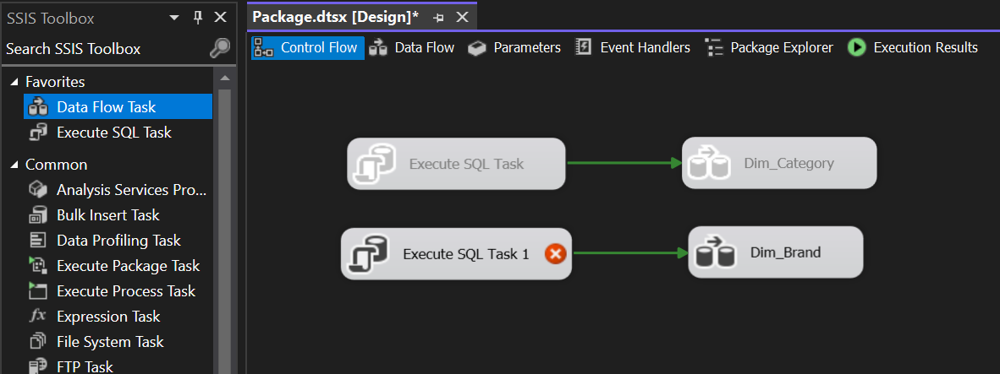 SSIS Toolbox
Search SSIS Toolbox
Favorites
Data Flow Task
Execute SQL Task
Common
Analysis Services Pro...
Bulk Insert Task
Data Profiling Task
Execute Package Task
Execute Process Task
fx Expression Task
File System Task
FTP Task
Package.dtsx [Design]*
Control Flow Data Flow Parameters Event Handlers Package Explorer Execution Results
Execute SQL Task Dim_Category
Execute SQL Task 1 Dim_Brand